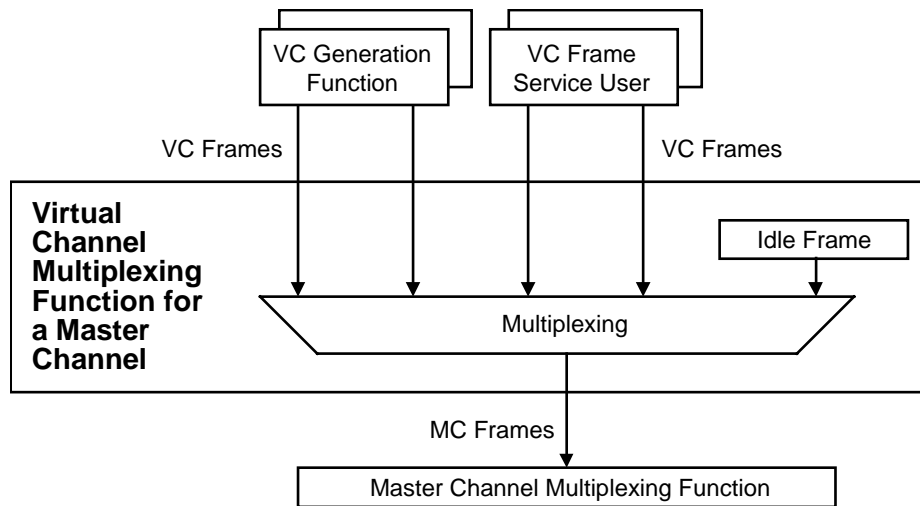 VC Generation
Function
VC Frame
Service User
VC Frames
VC Frames
Virtual
Channel
Multiplexing
Function for
a Master
Channel
Idle Frame
Multiplexing
MC Frames
Master Channel Multiplexing Function